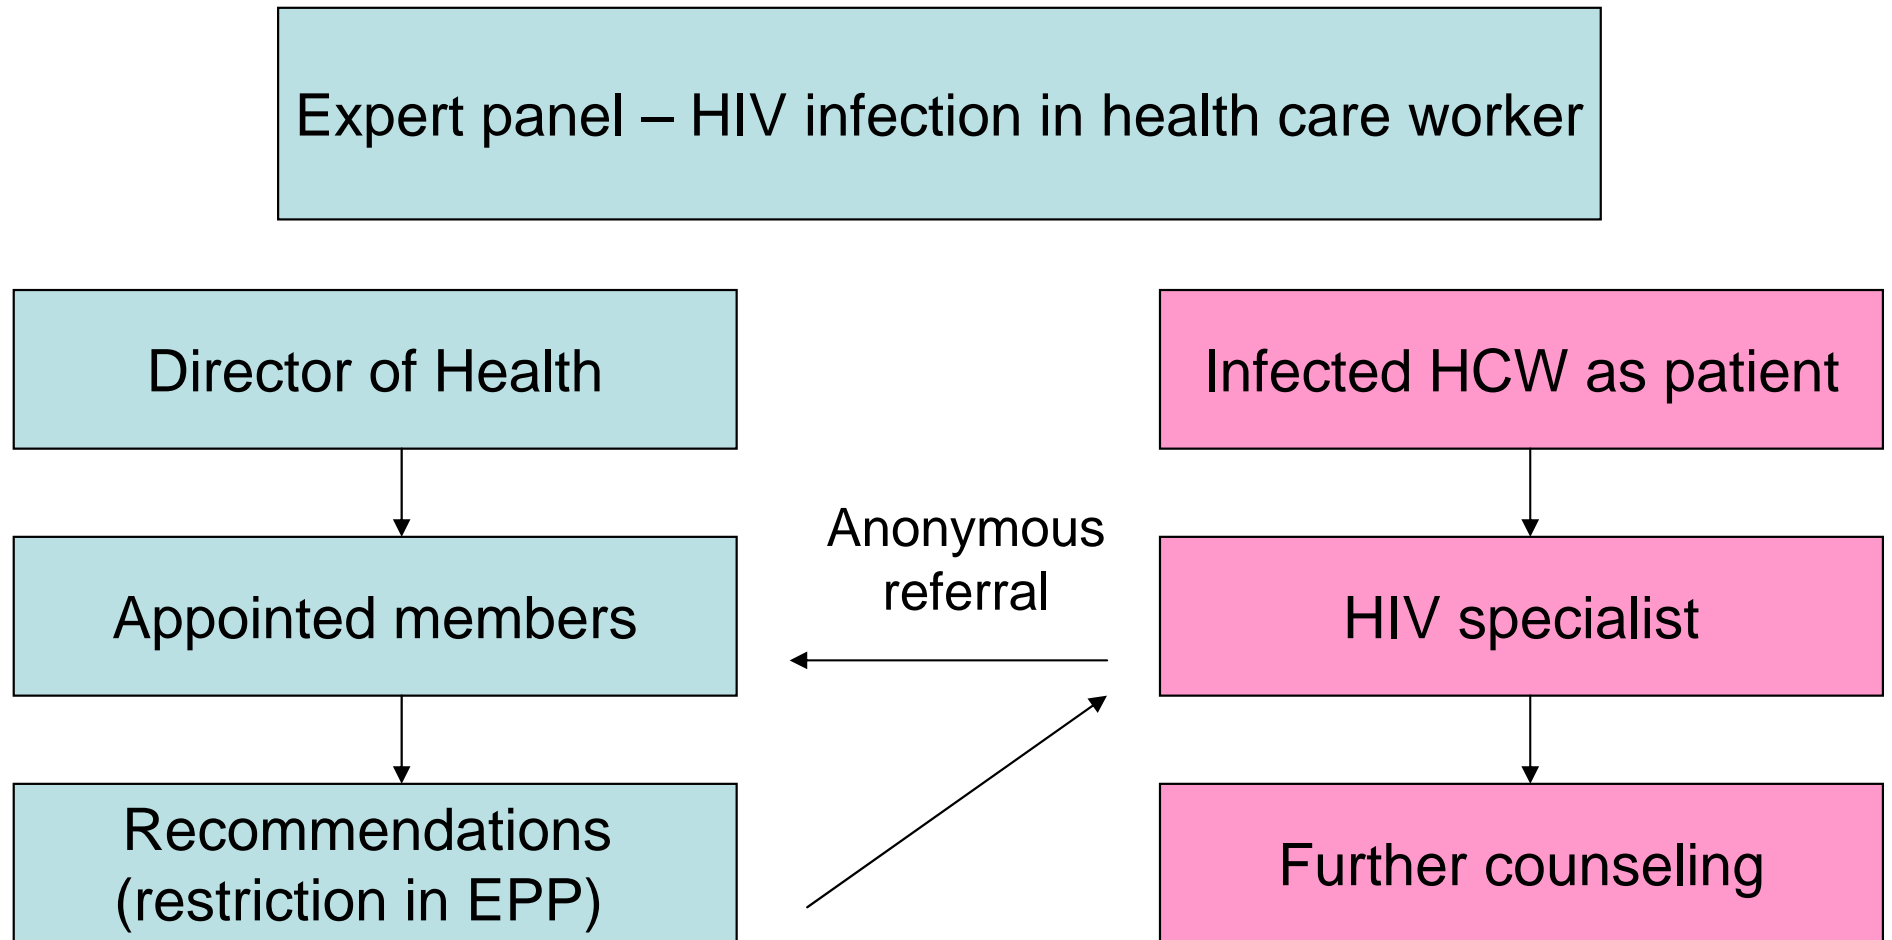 Expert panel – HIV infection in health care worker
Director of Health
Infected HCW as patient
Anonymous
referral
Appointed members
HIV specialist
Recommendations
(restriction in EPP)
Further counseling